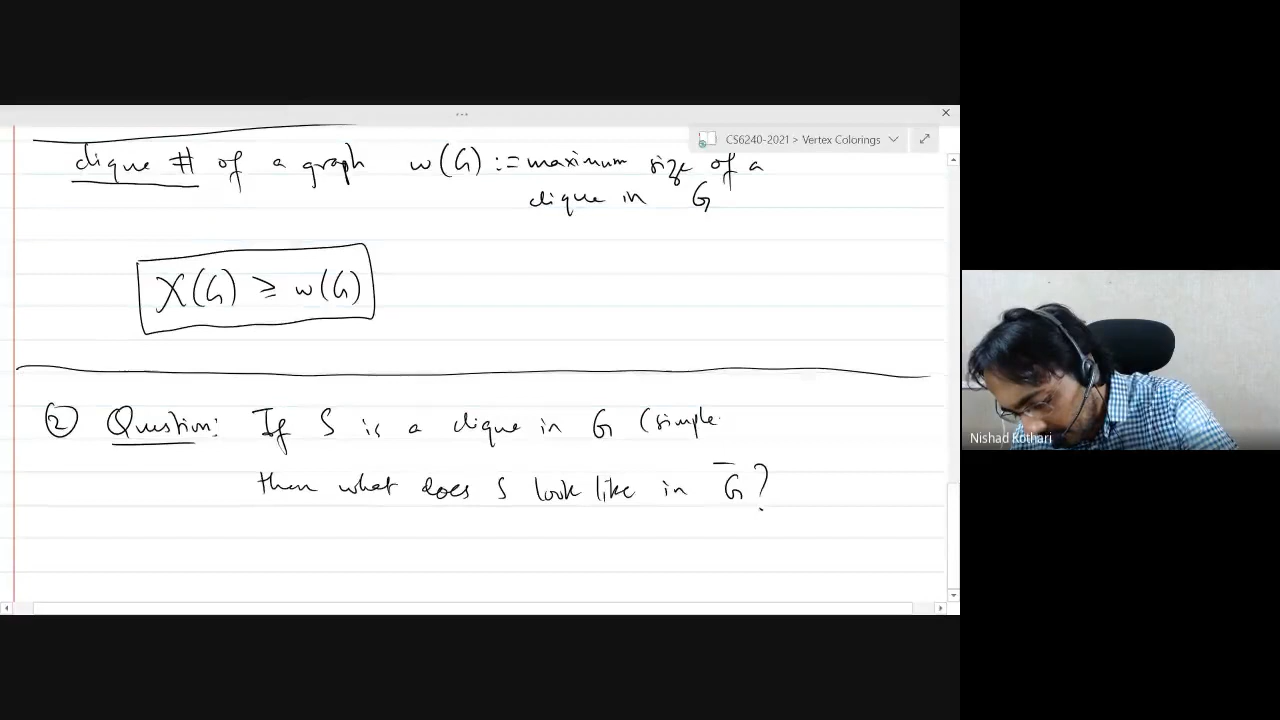 CS6240-2021 > Vertex Colorings
clique # of a graph ω(G) := maximum size of a
clique in G
χ(G) ≥ ω(G)
② Question: If S is a clique in G (simple
then what does S look like in G̅?
Nishad Kothari